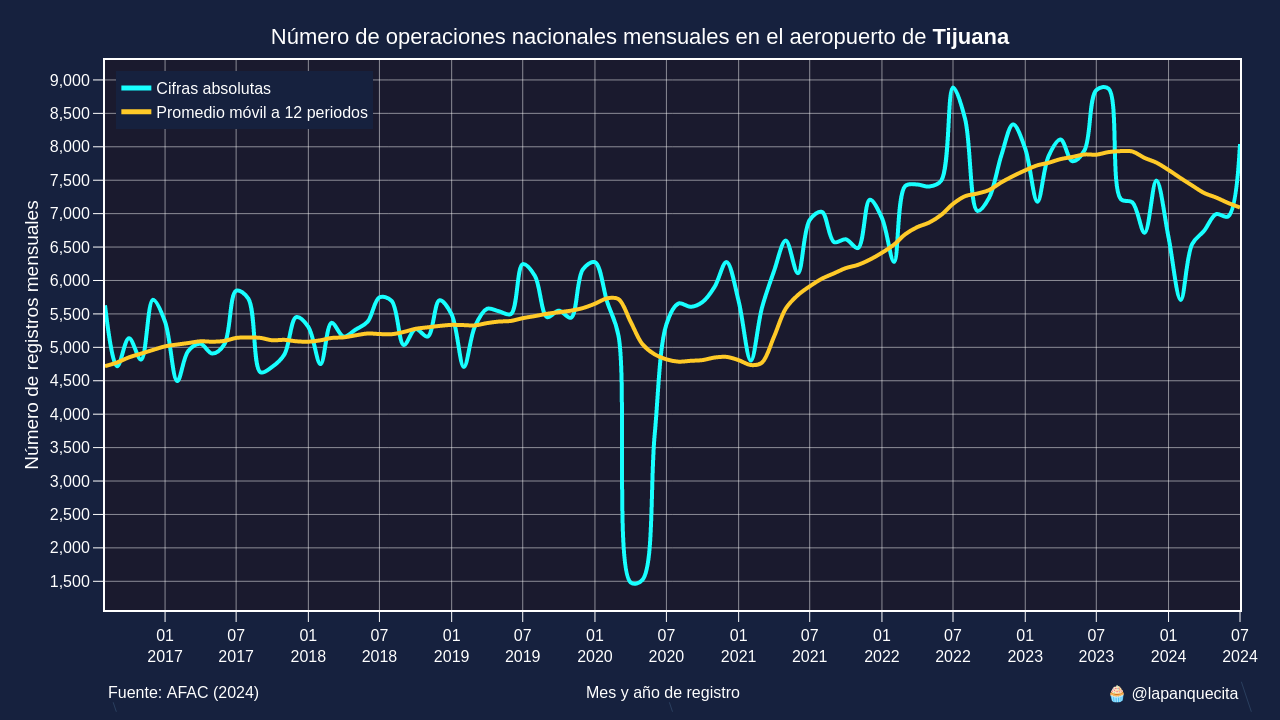 Número de operaciones nacionales mensuales en el aeropuerto de Tijuana
Cifras absolutas
Promedio móvil a 12 periodos
Número de registros mensuales
9,000
8,500
8,000
7,500
7,000
6,500
6,000
5,500
5,000
4,500
4,000
3,500
3,000
2,500
2,000
1,500
01 07 01 07 01 07 01 07 01 07 01 07 01 07 01 07
2017 2017 2018 2018 2019 2019 2020 2020 2021 2021 2022 2022 2023 2023 2024 2024
Fuente: AFAC (2024) Mes y año de registro 🧁 @lapanquecita